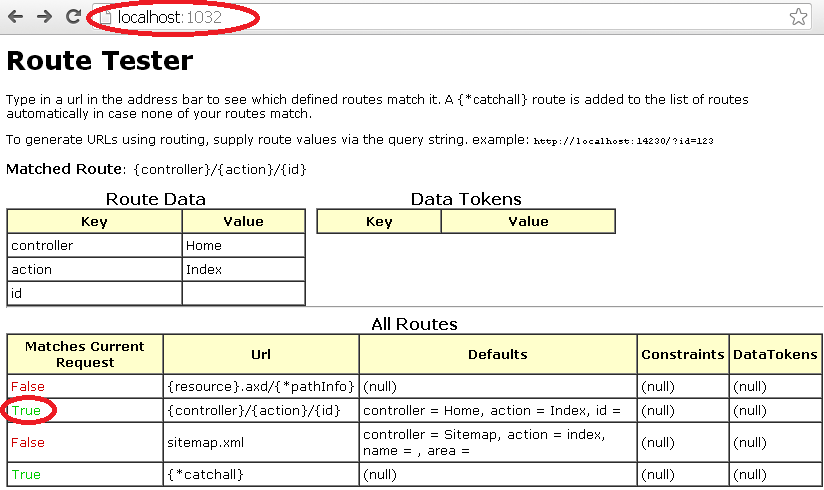 localhost:1032
Route Tester
Type in a url in the address bar to see which defined routes match it. A {*catchall} route is added to the list of routes
automatically in case none of your routes match.
To generate URLs using routing, supply route values via the query string. example: http://localhost:14230/?id=123
Matched Route: {controller}/{action}/{id}
Route Data
Key Value
controller Home
action Index
id
Data Tokens
Key Value
All Routes
Matches Current Request Url Defaults Constraints DataTokens
False {resource}.axd/{*pathInfo} (null) (null) (null)
True {controller}/{action}/{id} controller = Home, action = Index, id = (null) (null)
False sitemap.xml controller = Sitemap, action = index, name = , area = (null) (null)
True {*catchall} (null) (null) (null)